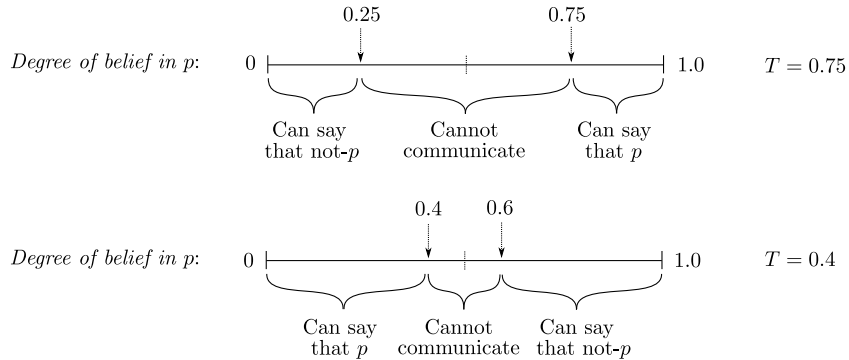 0.25 0.75
Degree of belief in p: 0 1.0 T = 0.75
Can say Cannot Can say
that not-p communicate that p
0.4 0.6
Degree of belief in p: 0 1.0 T = 0.4
Can say Cannot Can say
that p communicate that not-p